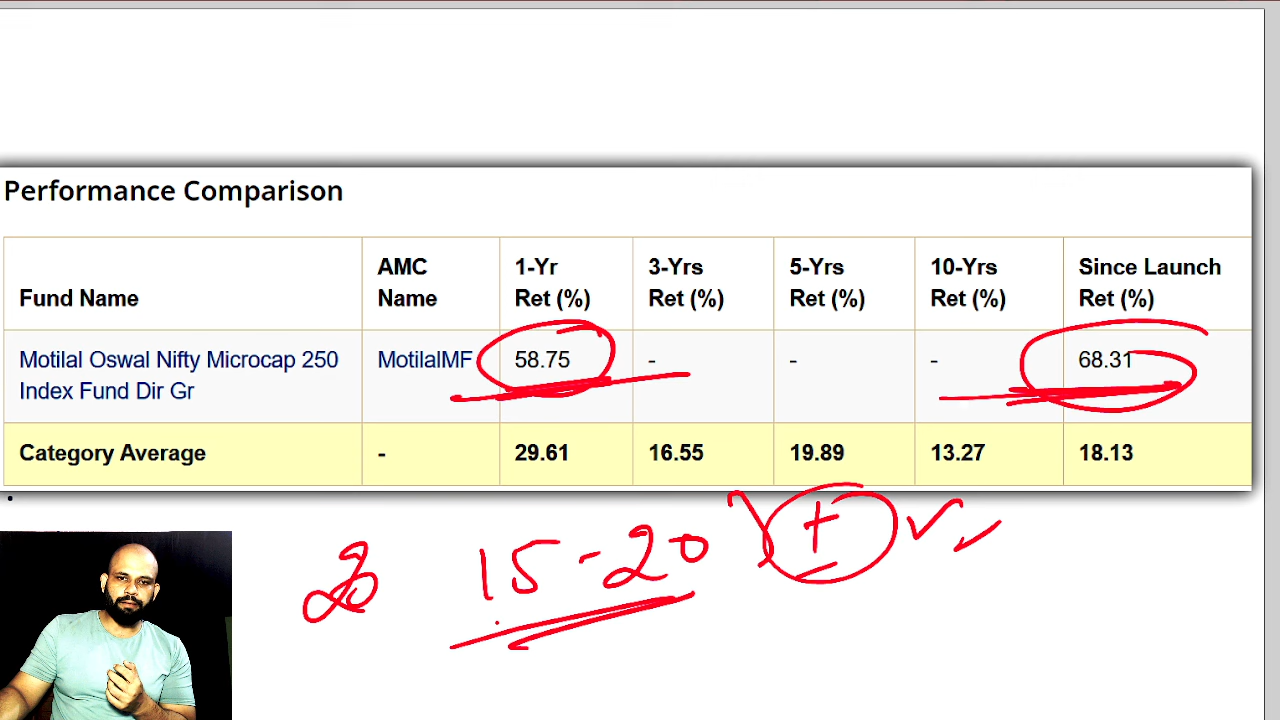 Performance Comparison
Fund Name AMC Name 1-Yr Ret (%) 3-Yrs Ret (%) 5-Yrs Ret (%) 10-Yrs Ret (%) Since Launch Ret (%)
Motilal Oswal Nifty Microcap 250 Index Fund Dir Gr MotilalMF 58.75 - - - 68.31
Category Average - 29.61 16.55 19.89 13.27 18.13
15-20 +